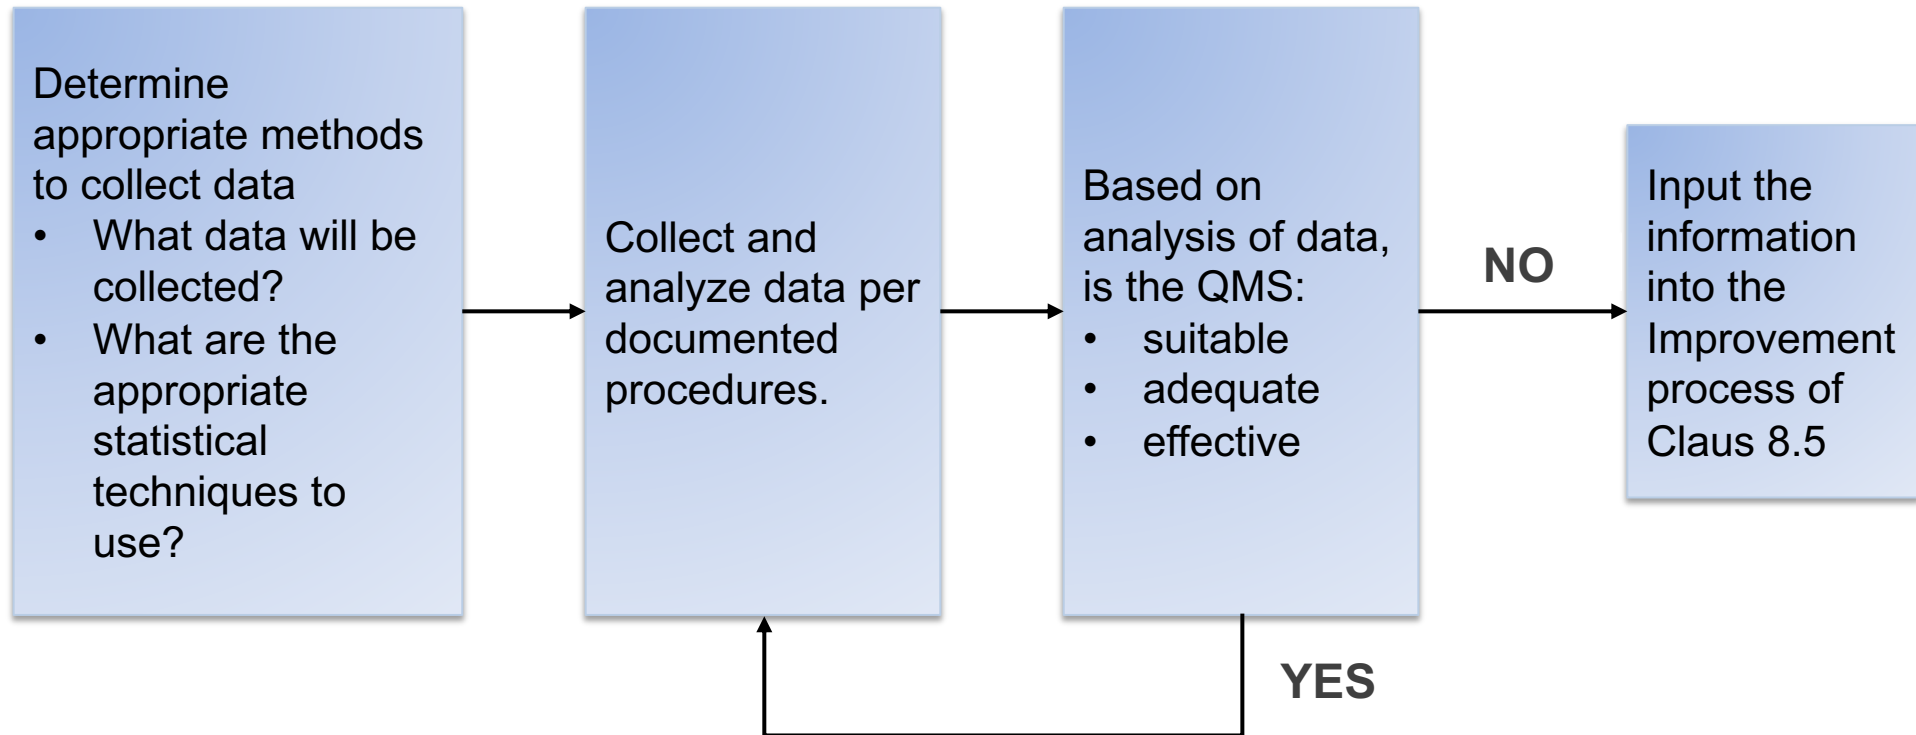 Determine
appropriate methods
to collect data
• What data will be
collected?
• What are the
appropriate
statistical
techniques to
use?
Collect and
analyze data per
documented
procedures.
Based on
analysis of data,
is the QMS:
• suitable
• adequate
• effective
NO
YES
Input the
information
into the
Improvement
process of
Claus 8.5